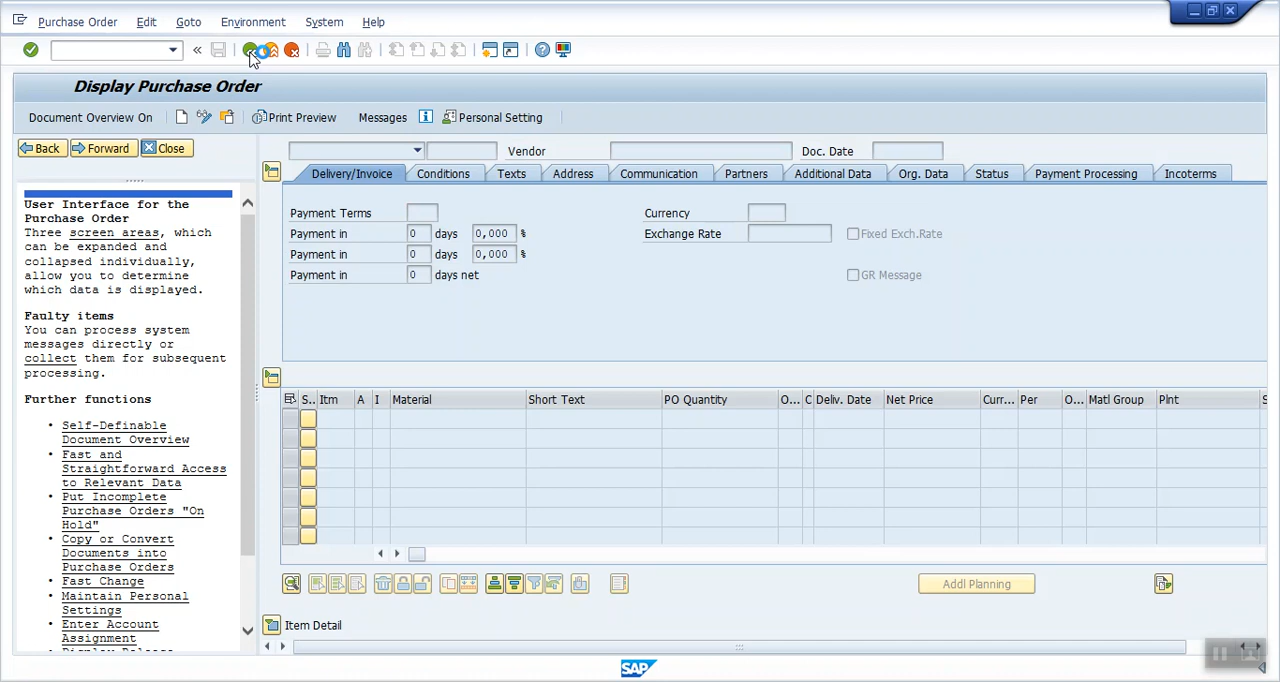 Purchase Order Edit Goto Environment System Help
Display Purchase Order
Document Overview On Print Preview Messages Personal Setting
Back Forward Close
Vendor Doc. Date
Delivery/Invoice Conditions Texts Address Communication Partners Additional Data Org. Data Status Payment Processing Incoterms
User Interface for the
Purchase Order
Three screen areas, which
can be expanded and
collapsed individually,
allow you to determine
which data is displayed.
Faulty items
You can process system
messages directly or
collect them for subsequent
processing.
Further functions
• Self-Definable
Document Overview
• Fast and
Straightforward Access
to Relevant Data
• Put Incomplete
Purchase Orders "On
Hold"
• Copy or Convert
Documents into
Purchase Orders
• Fast Change
• Maintain Personal
Settings
• Enter Account
Assignment
Payment Terms Currency
Payment in 0 days 0,000 % Exchange Rate Fixed Exch.Rate
Payment in 0 days 0,000 %
Payment in 0 days net GR Message
S.. Itm A I Material Short Text PO Quantity O... C Deliv. Date Net Price Curr... Per O... Matl Group Plnt S
Addl Planning
Item Detail
SAP